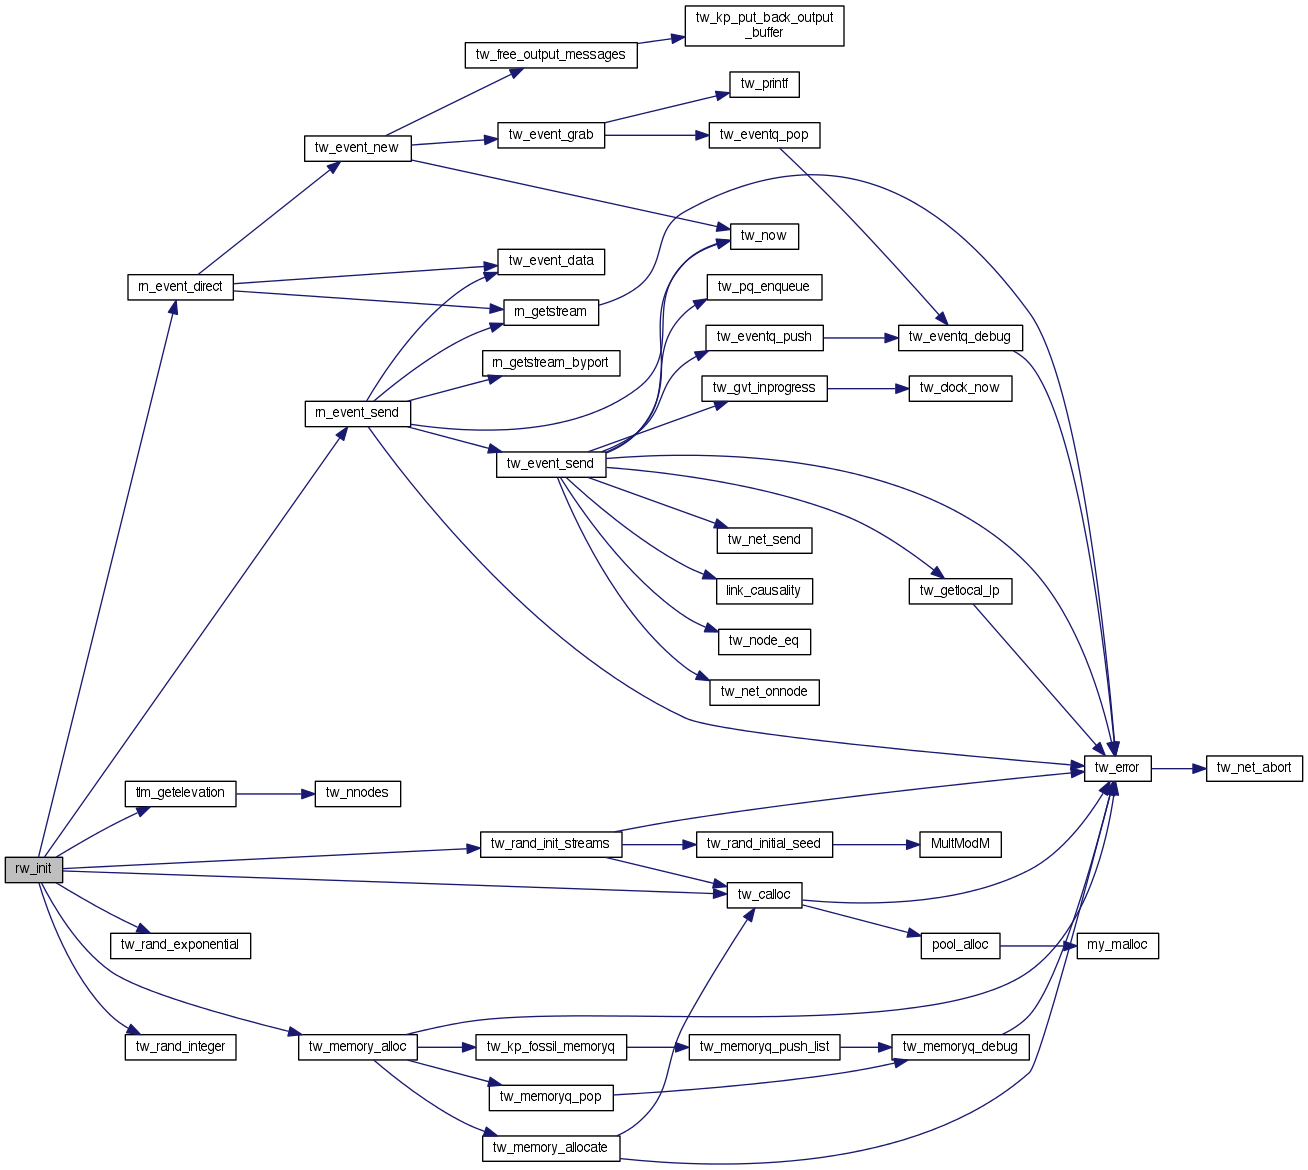 tw_kp_put_back_output
_buffer
tw_free_output_messages
tw_printf
tw_event_grab
tw_eventq_pop
tw_event_new
tw_now
tw_event_data
rn_event_direct
tw_pq_enqueue
rn_getstream
tw_eventq_push
tw_eventq_debug
rn_getstream_byport
tw_gvt_inprogress
tw_clock_now
rn_event_send
tw_event_send
tw_net_send
link_causality
tw_getlocal_lp
tw_node_eq
tw_net_onnode
tw_error
tw_net_abort
tlm_getelevation
tw_nnodes
tw_rand_init_streams
tw_rand_initial_seed
MultModM
rw_init
tw_calloc
tw_rand_exponential
pool_alloc
my_malloc
tw_rand_integer
tw_memory_alloc
tw_kp_fossil_memoryq
tw_memoryq_push_list
tw_memoryq_debug
tw_memoryq_pop
tw_memory_allocate